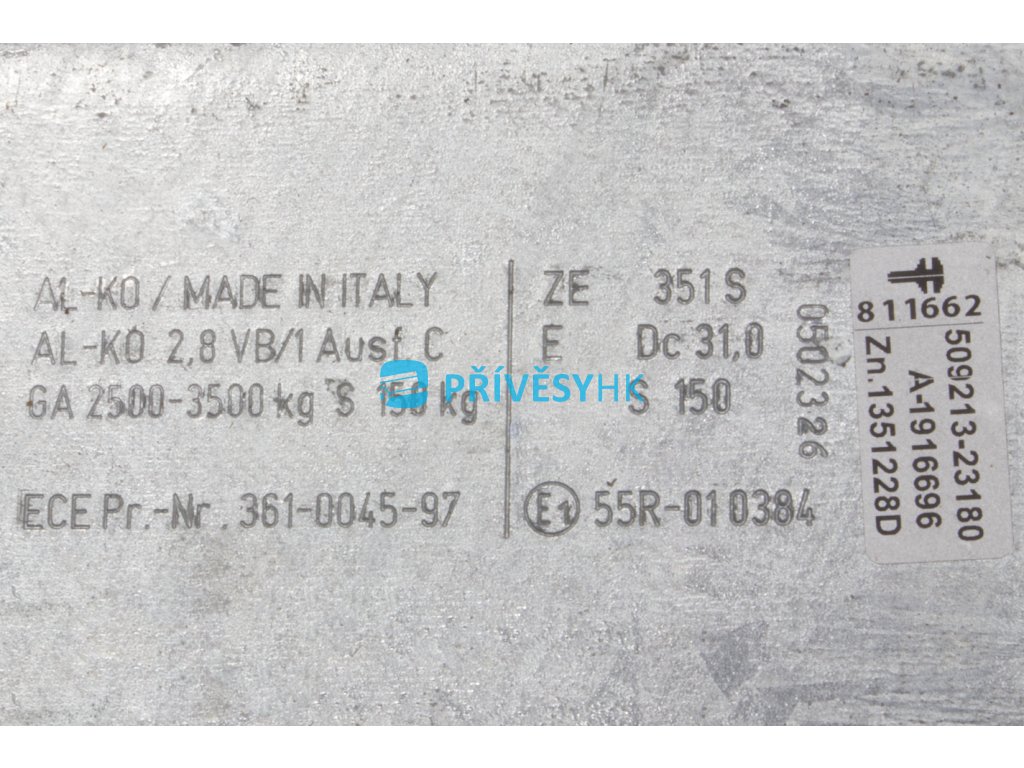 AL-KO / MADE IN ITALY
AL-KO 2,8 VB/1 Ausf. C
GA 2500-3500 kg S 150 kg
ECE Pr.-Nr. 361-0045-97
ZE 351 S
E Dc 31,0
S 150
E1 55R-010384
0502326
PŘÍVĚSYHK
811662
509213-23180
A-1916696
Zn.1351228D